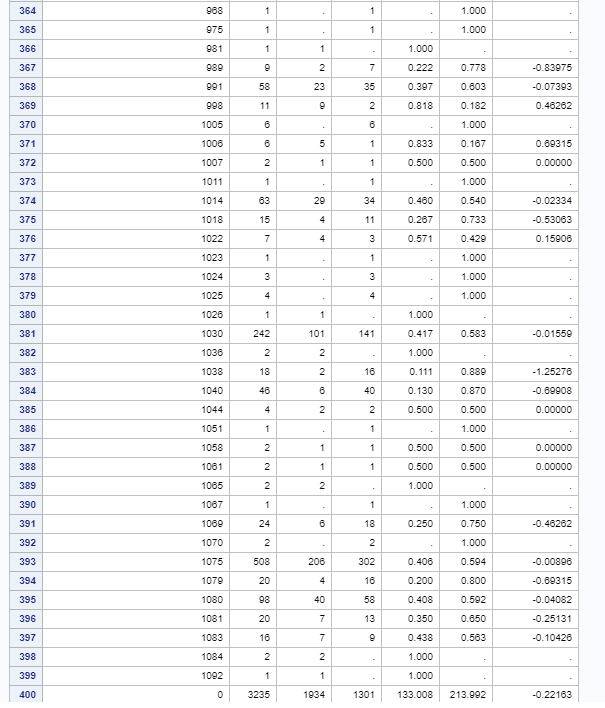 364 968 1 . 1 . 1.000 .
365 975 1 . 1 . 1.000 .
366 981 1 1 . 1.000 . .
367 989 9 2 7 0.222 0.778 -0.83975
368 991 58 23 35 0.397 0.603 -0.07393
369 998 11 9 2 0.818 0.182 0.46262
370 1005 6 . 6 . 1.000 .
371 1006 6 5 1 0.833 0.167 0.69315
372 1007 2 1 1 0.500 0.500 0.00000
373 1011 1 . 1 . 1.000 .
374 1014 63 29 34 0.460 0.540 -0.02334
375 1018 15 4 11 0.267 0.733 -0.53063
376 1022 7 4 3 0.571 0.429 0.15906
377 1023 1 . 1 . 1.000 .
378 1024 3 . 3 . 1.000 .
379 1025 4 . 4 . 1.000 .
380 1026 1 1 . 1.000 . .
381 1030 242 101 141 0.417 0.583 -0.01559
382 1036 2 2 . 1.000 . .
383 1038 18 2 16 0.111 0.889 -1.25276
384 1040 46 6 40 0.130 0.870 -0.69908
385 1044 4 2 2 0.500 0.500 0.00000
386 1051 1 . 1 . 1.000 .
387 1058 2 1 1 0.500 0.500 0.00000
388 1061 2 1 1 0.500 0.500 0.00000
389 1065 2 2 . 1.000 . .
390 1067 1 . 1 . 1.000 .
391 1069 24 6 18 0.250 0.750 -0.46262
392 1070 2 . 2 . 1.000 .
393 1075 508 206 302 0.406 0.594 -0.00896
394 1079 20 4 16 0.200 0.800 -0.69315
395 1080 98 40 58 0.408 0.592 -0.04082
396 1081 20 7 13 0.350 0.650 -0.25131
397 1083 16 7 9 0.438 0.563 -0.10426
398 1084 2 2 . 1.000 . .
399 1092 1 1 . 1.000 . .
400 0 3235 1934 1301 133.008 213.992 -0.22163